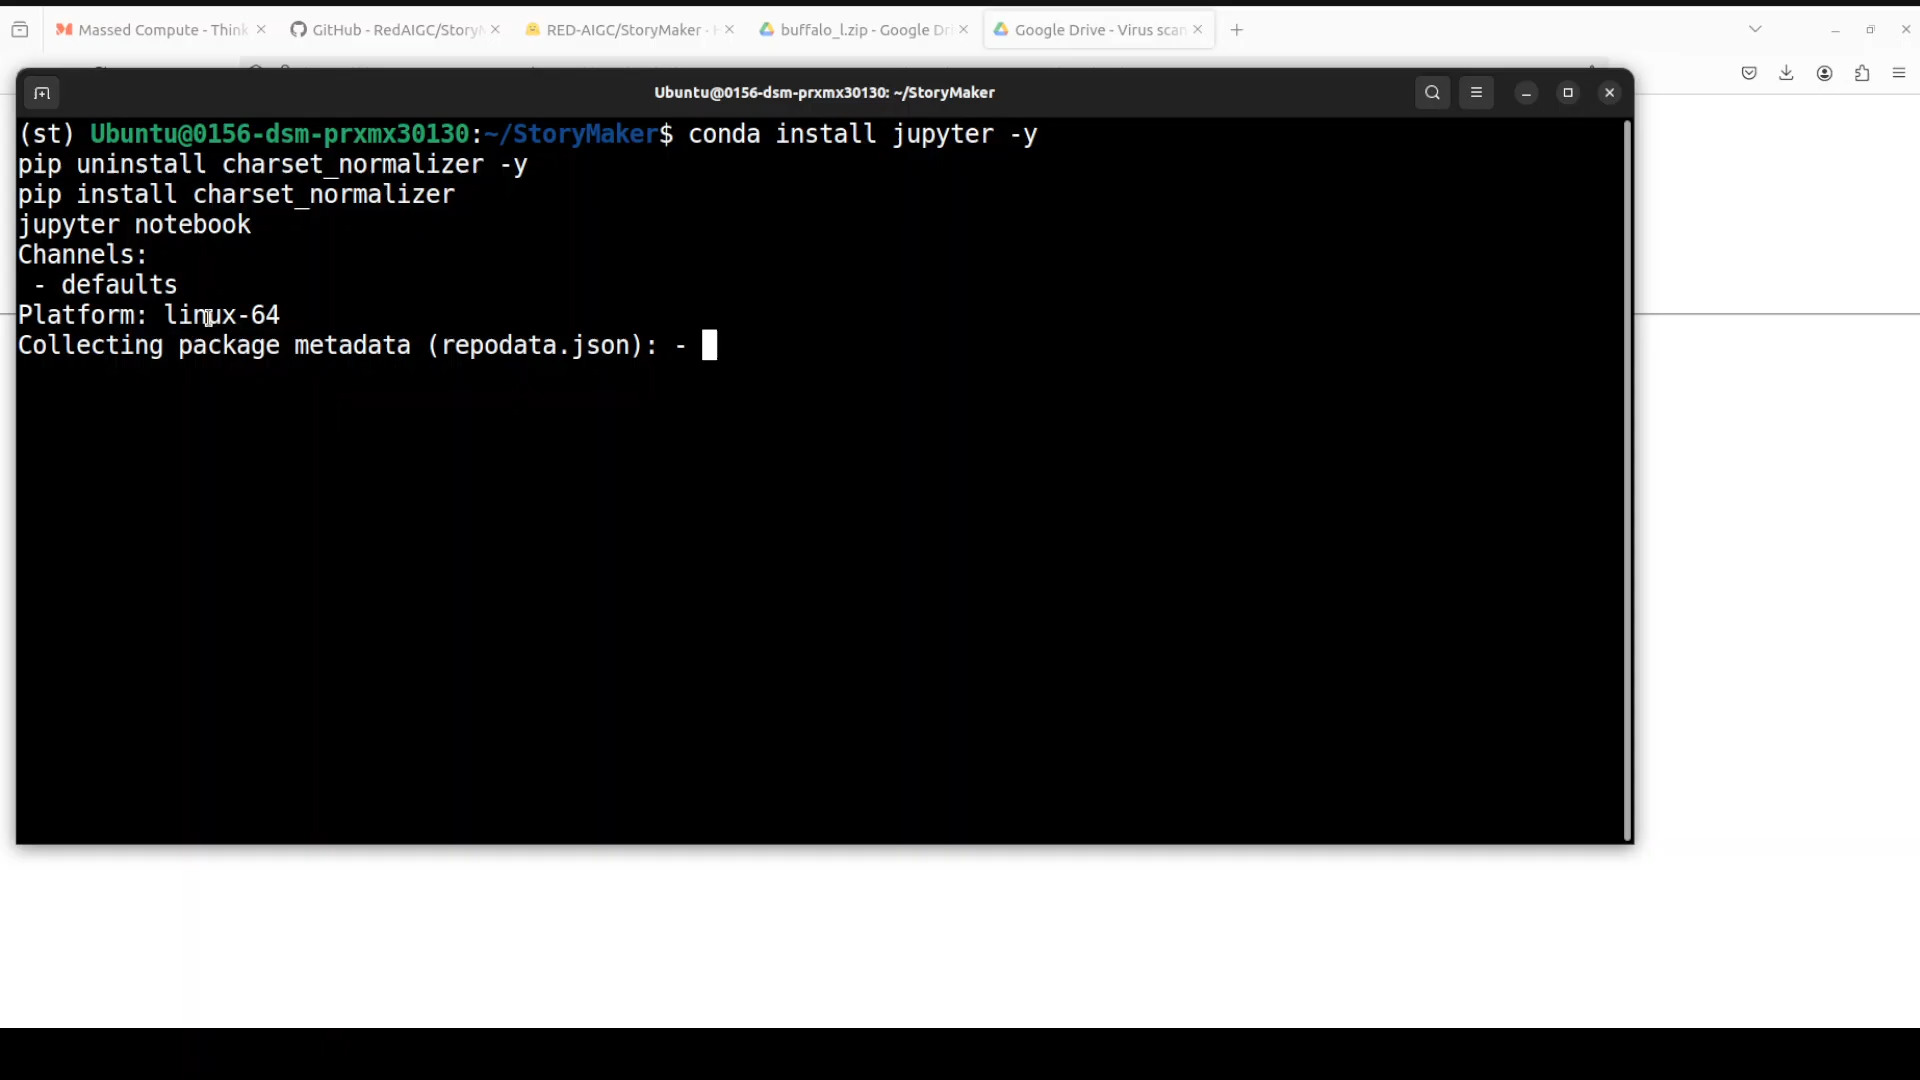 Massed Compute - Think
GitHub - RedAIGC/Story
RED-AIGC/StoryMaker -
buffalo_l.zip - Google Dr
Google Drive - Virus scan
Ubuntu@0156-dsm-prxmx30130: ~/StoryMaker
(st) Ubuntu@0156-dsm-prxmx30130:~/StoryMaker$ conda install jupyter -y
pip uninstall charset_normalizer -y
pip install charset_normalizer
jupyter notebook
Channels:
- defaults
Platform: linux-64
Collecting package metadata (repodata.json): -